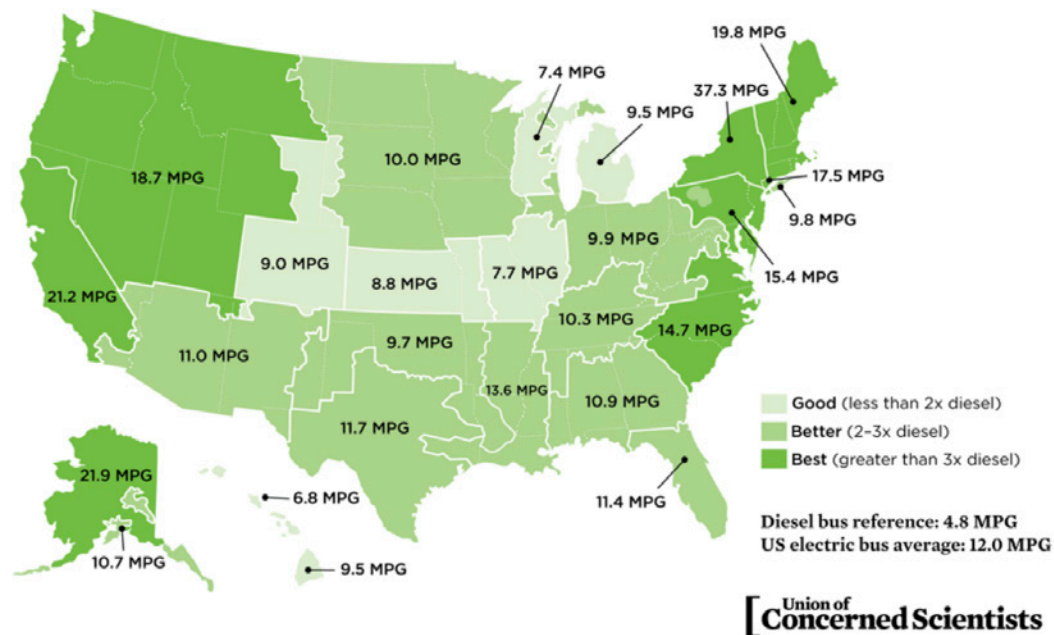 19.8 MPG
7.4 MPG
37.3 MPG
9.5 MPG
10.0 MPG
18.7 MPG
17.5 MPG
9.8 MPG
9.9 MPG
9.0 MPG
7.7 MPG
8.8 MPG
15.4 MPG
21.2 MPG
10.3 MPG
14.7 MPG
9.7 MPG
11.0 MPG
13.6 MPG
10.9 MPG
11.7 MPG
Good (less than 2x diesel)
Better (2–3x diesel)
Best (greater than 3x diesel)
21.9 MPG
6.8 MPG
11.4 MPG
10.7 MPG
9.5 MPG
Diesel bus reference: 4.8 MPG
US electric bus average: 12.0 MPG
[Union of
Concerned Scientists